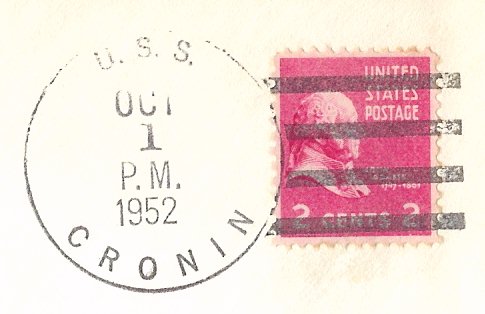 U. S. S.
OCT
1
P.M.
1952
CRONIN
UNITED
STATES
POSTAGE
2 CENTS 2